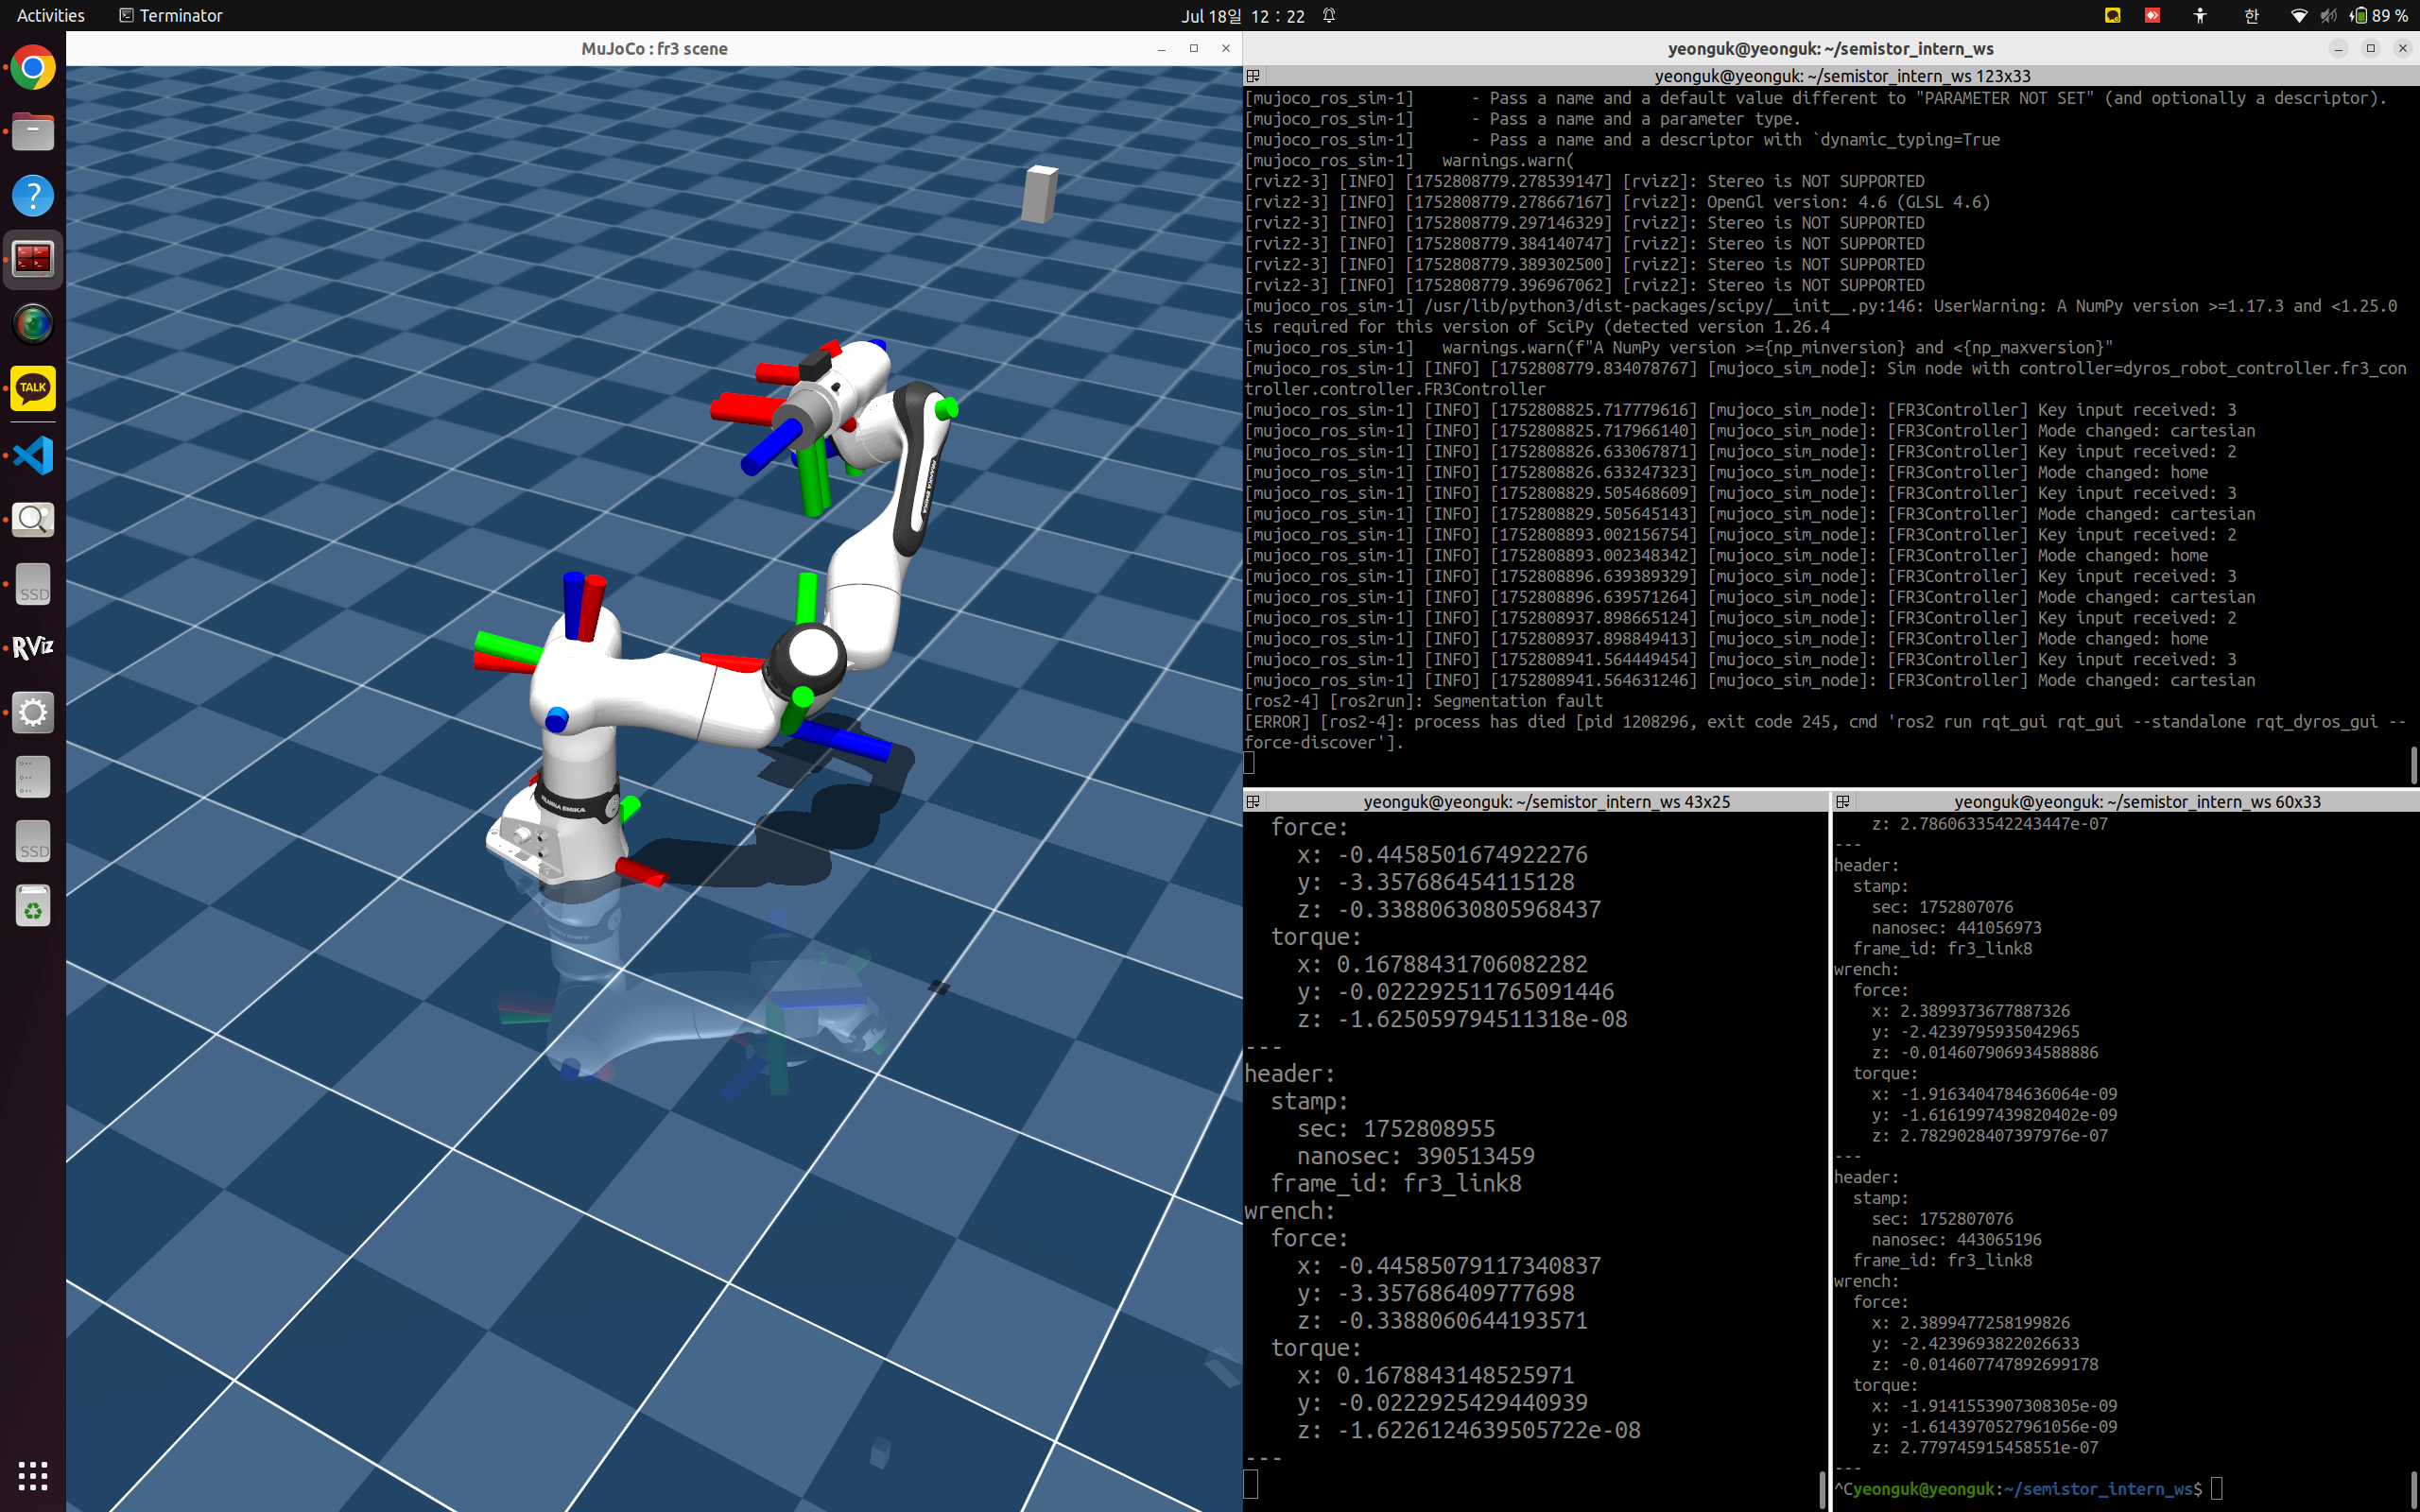 Activities
Terminator
Jul 18일 12 : 22
한
89 %
MuJoCo : fr3 scene
yeonguk@yeonguk: ~/semistor_intern_ws
yeonguk@yeonguk: ~/semistor_intern_ws 123x33
[mujoco_ros_sim-1]      - Pass a name and a default value different to "PARAMETER NOT SET" (and optionally a descriptor).
[mujoco_ros_sim-1]      - Pass a name and a parameter type.
[mujoco_ros_sim-1]      - Pass a name and a descriptor with `dynamic_typing=True
[mujoco_ros_sim-1]   warnings.warn(
[rviz2-3] [INFO] [1752808779.278539147] [rviz2]: Stereo is NOT SUPPORTED
[rviz2-3] [INFO] [1752808779.278667167] [rviz2]: OpenGl version: 4.6 (GLSL 4.6)
[rviz2-3] [INFO] [1752808779.297146329] [rviz2]: Stereo is NOT SUPPORTED
[rviz2-3] [INFO] [1752808779.384140747] [rviz2]: Stereo is NOT SUPPORTED
[rviz2-3] [INFO] [1752808779.389302500] [rviz2]: Stereo is NOT SUPPORTED
[rviz2-3] [INFO] [1752808779.396967062] [rviz2]: Stereo is NOT SUPPORTED
[mujoco_ros_sim-1] /usr/lib/python3/dist-packages/scipy/__init__.py:146: UserWarning: A NumPy version >=1.17.3 and <1.25.0
is required for this version of SciPy (detected version 1.26.4
[mujoco_ros_sim-1]   warnings.warn(f"A NumPy version >={np_minversion} and <{np_maxversion}"
[mujoco_ros_sim-1] [INFO] [1752808779.834078767] [mujoco_sim_node]: Sim node with controller=dyros_robot_controller.fr3_con
troller.controller.FR3Controller
[mujoco_ros_sim-1] [INFO] [1752808825.717779616] [mujoco_sim_node]: [FR3Controller] Key input received: 3
[mujoco_ros_sim-1] [INFO] [1752808825.717966140] [mujoco_sim_node]: [FR3Controller] Mode changed: cartesian
[mujoco_ros_sim-1] [INFO] [1752808826.633067871] [mujoco_sim_node]: [FR3Controller] Key input received: 2
[mujoco_ros_sim-1] [INFO] [1752808826.633247323] [mujoco_sim_node]: [FR3Controller] Mode changed: home
[mujoco_ros_sim-1] [INFO] [1752808829.505468609] [mujoco_sim_node]: [FR3Controller] Key input received: 3
[mujoco_ros_sim-1] [INFO] [1752808829.505645143] [mujoco_sim_node]: [FR3Controller] Mode changed: cartesian
[mujoco_ros_sim-1] [INFO] [1752808893.002156754] [mujoco_sim_node]: [FR3Controller] Key input received: 2
[mujoco_ros_sim-1] [INFO] [1752808893.002348342] [mujoco_sim_node]: [FR3Controller] Mode changed: home
[mujoco_ros_sim-1] [INFO] [1752808896.639389329] [mujoco_sim_node]: [FR3Controller] Key input received: 3
[mujoco_ros_sim-1] [INFO] [1752808896.639571264] [mujoco_sim_node]: [FR3Controller] Mode changed: cartesian
[mujoco_ros_sim-1] [INFO] [1752808937.898665124] [mujoco_sim_node]: [FR3Controller] Key input received: 2
[mujoco_ros_sim-1] [INFO] [1752808937.898849413] [mujoco_sim_node]: [FR3Controller] Mode changed: home
[mujoco_ros_sim-1] [INFO] [1752808941.564449454] [mujoco_sim_node]: [FR3Controller] Key input received: 3
[mujoco_ros_sim-1] [INFO] [1752808941.564631246] [mujoco_sim_node]: [FR3Controller] Mode changed: cartesian
[ros2-4] [ros2run]: Segmentation fault
[ERROR] [ros2-4]: process has died [pid 1208296, exit code 245, cmd 'ros2 run rqt_gui rqt_gui --standalone rqt_dyros_gui --
force-discover'].
yeonguk@yeonguk: ~/semistor_intern_ws 43x25
  force:
    x: -0.4458501674922276
    y: -3.357686454115128
    z: -0.33880630805968437
  torque:
    x: 0.16788431706082282
    y: -0.022292511765091446
    z: -1.625059794511318e-08
---
header:
  stamp:
    sec: 1752808955
    nanosec: 390513459
  frame_id: fr3_link8
wrench:
  force:
    x: -0.44585079117340837
    y: -3.357686409777698
    z: -0.3388060644193571
  torque:
    x: 0.1678843148525971
    y: -0.0222925429440939
    z: -1.6226124639505722e-08
---
yeonguk@yeonguk: ~/semistor_intern_ws 60x33
    z: 2.7860633542243447e-07
---
header:
  stamp:
    sec: 1752807076
    nanosec: 441056973
  frame_id: fr3_link8
wrench:
  force:
    x: 2.3899373677887326
    y: -2.4239795935042965
    z: -0.014607906934588886
  torque:
    x: -1.9163404784636064e-09
    y: -1.6161997439820402e-09
    z: 2.7829028407397976e-07
---
header:
  stamp:
    sec: 1752807076
    nanosec: 443065196
  frame_id: fr3_link8
wrench:
  force:
    x: 2.3899477258199826
    y: -2.4239693822026633
    z: -0.014607747892699178
  torque:
    x: -1.9141553907308305e-09
    y: -1.6143970527961056e-09
    z: 2.779745915458551e-07
---
^Cyeonguk@yeonguk:~/semistor_intern_ws$
TALK
SSD
RViz
SSD
FRANKA EMIKA
FRANKA EMIKA